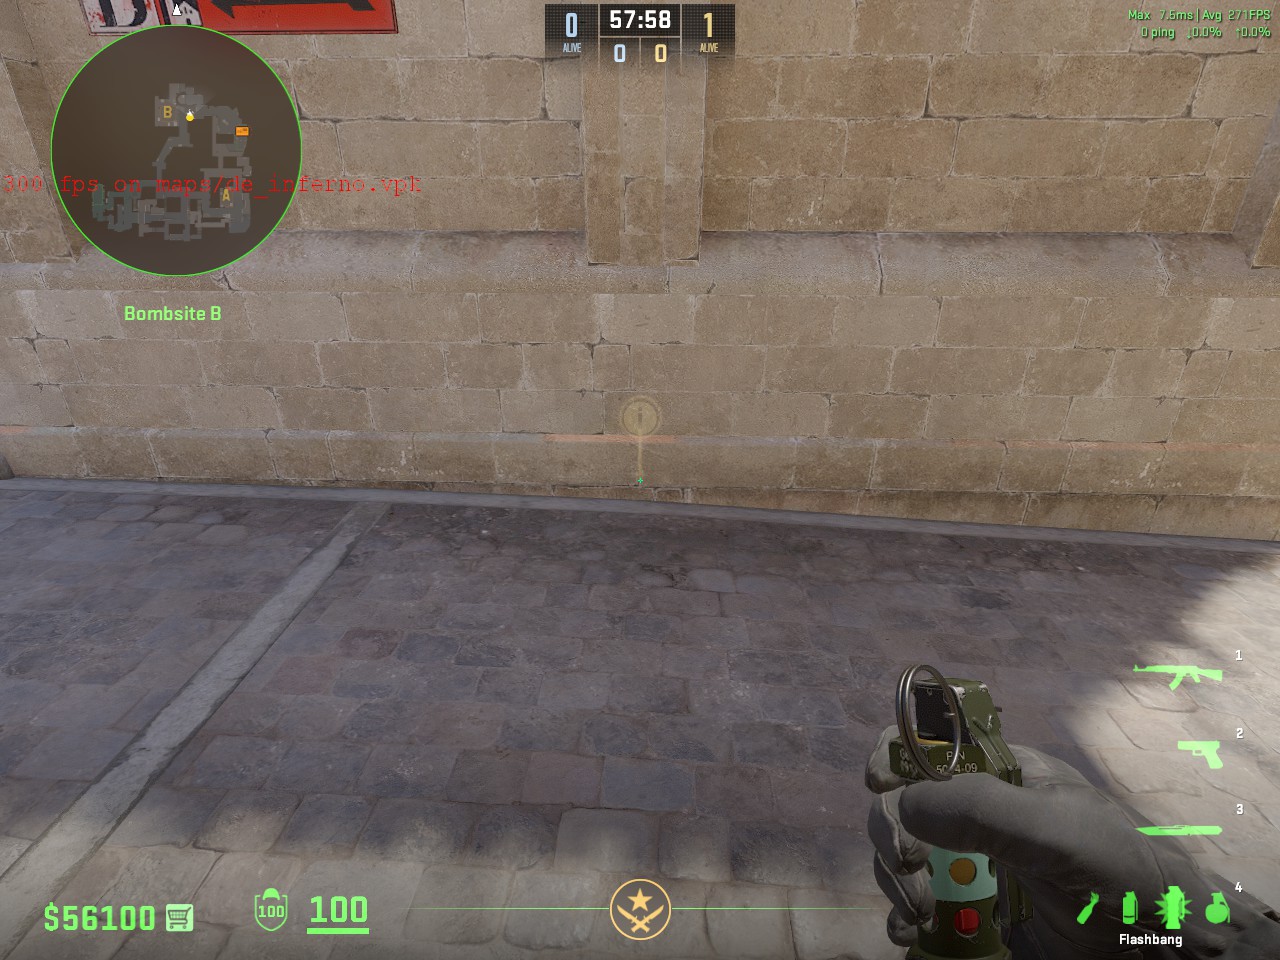 0
ALIVE
57:58
1
ALIVE
0
0
Max 7.6ms | Avg 271FPS
0 ping ↓0.0% ↑0.0%
B
A
300 fps on maps/de_inferno.vpk
Bombsite B
1
2
3
4
Flashbang
$56100
100
100